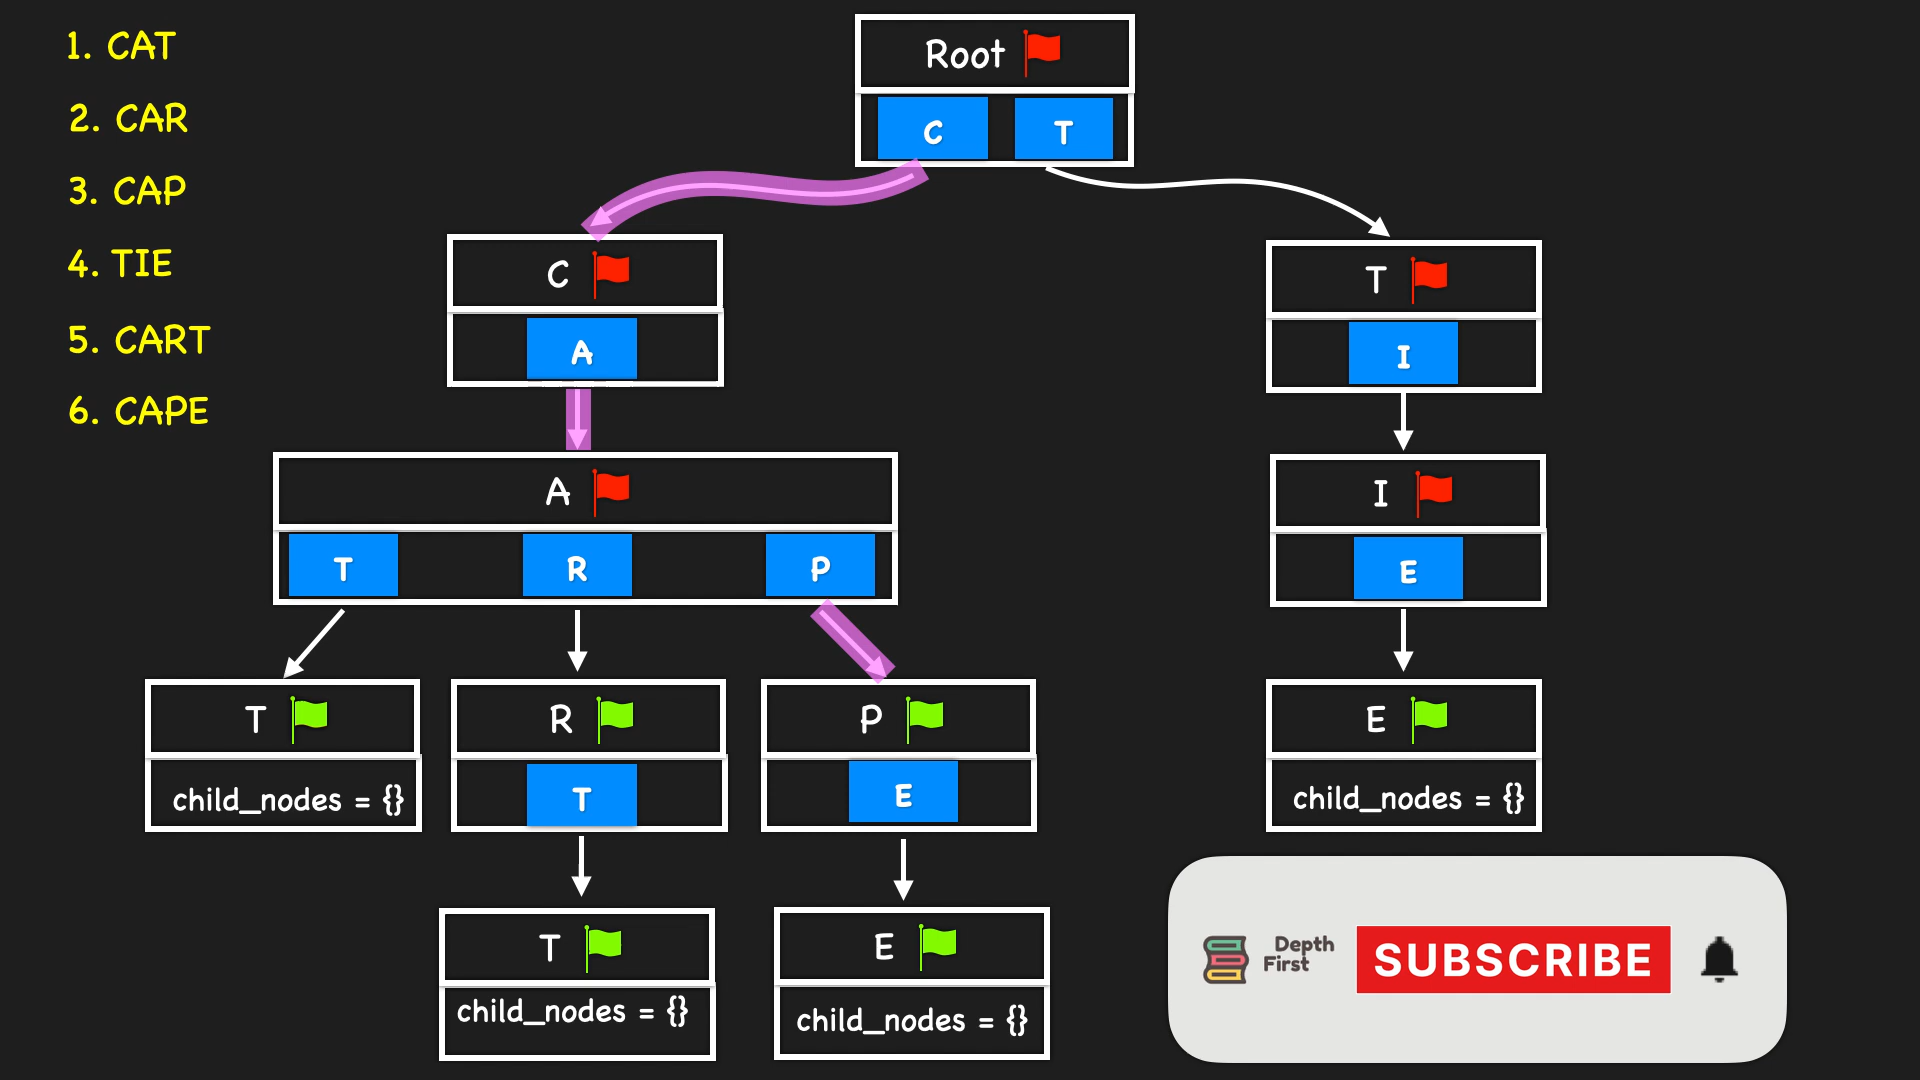 1. CAT
2. CAR
3. CAP
4. TIE
5. CART
6. CAPE
Root
C T
C
A
T
I
A
T R P
I
E
T
child_nodes = {}
R
T
P
E
E
child_nodes = {}
T
child_nodes = {}
E
child_nodes = {}
Depth
First
SUBSCRIBE